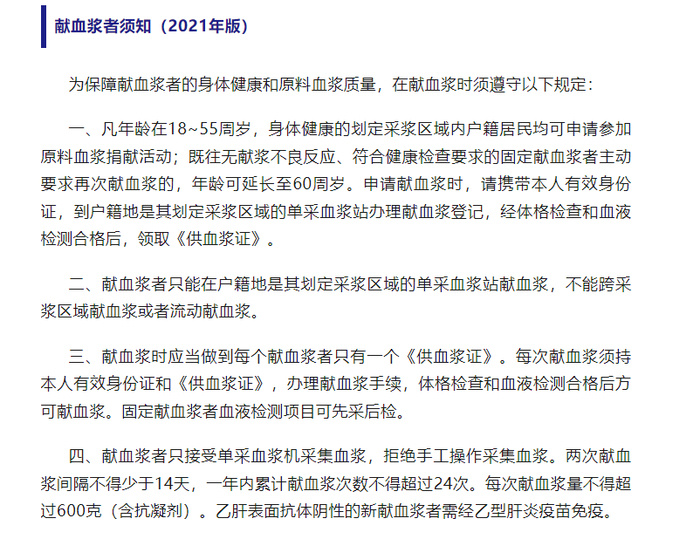 献血浆者须知（2021年版）
为保障献血浆者的身体健康和原料血浆质量，在献血浆时须遵守以下规定：
一、凡年龄在18~55周岁，身体健康的划定采浆区域内户籍居民均可申请参加
原料血浆捐献活动；既往无献浆不良反应、符合健康检查要求的固定献血浆者主动
要求再次献血浆的，年龄可延长至60周岁。申请献血浆时，请携带本人有效身份
证，到户籍地是其划定采浆区域的单采血浆站办理献血浆登记，经体格检查和血液
检测合格后，领取《供血浆证》。
二、献血浆者只能在户籍地是其划定采浆区域的单采血浆站献血浆，不能跨采
浆区域献血浆或者流动献血浆。
三、献血浆时应当做到每个献血浆者只有一个《供血浆证》。每次献血浆须持
本人有效身份证和《供血浆证》，办理献血浆手续，体格检查和血液检测合格后方
可献血浆。固定献血浆者血液检测项目可先采后检。
四、献血浆者只接受单采血浆机采集血浆，拒绝手工操作采集血浆。两次献血
浆间隔不得少于14天，一年内累计献血浆次数不得超过24次。每次献血浆量不得超
过600克（含抗凝剂）。乙肝表面抗体阴性的新献血浆者需经乙型肝炎疫苗免疫。